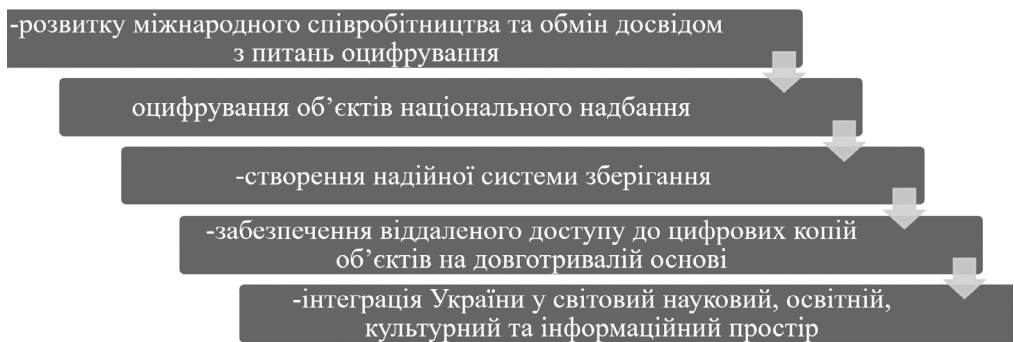 -розвитку міжнародного співробітництва та обмін досвідом
з питань оцифрування
оцифрування об’єктів національного надбання
-створення надійної системи зберігання
-забезпечення віддаленого доступу до цифрових копій
об’єктів на довготривалій основі
-інтеграція України у світовий науковий, освітній,
культурний та інформаційний простір